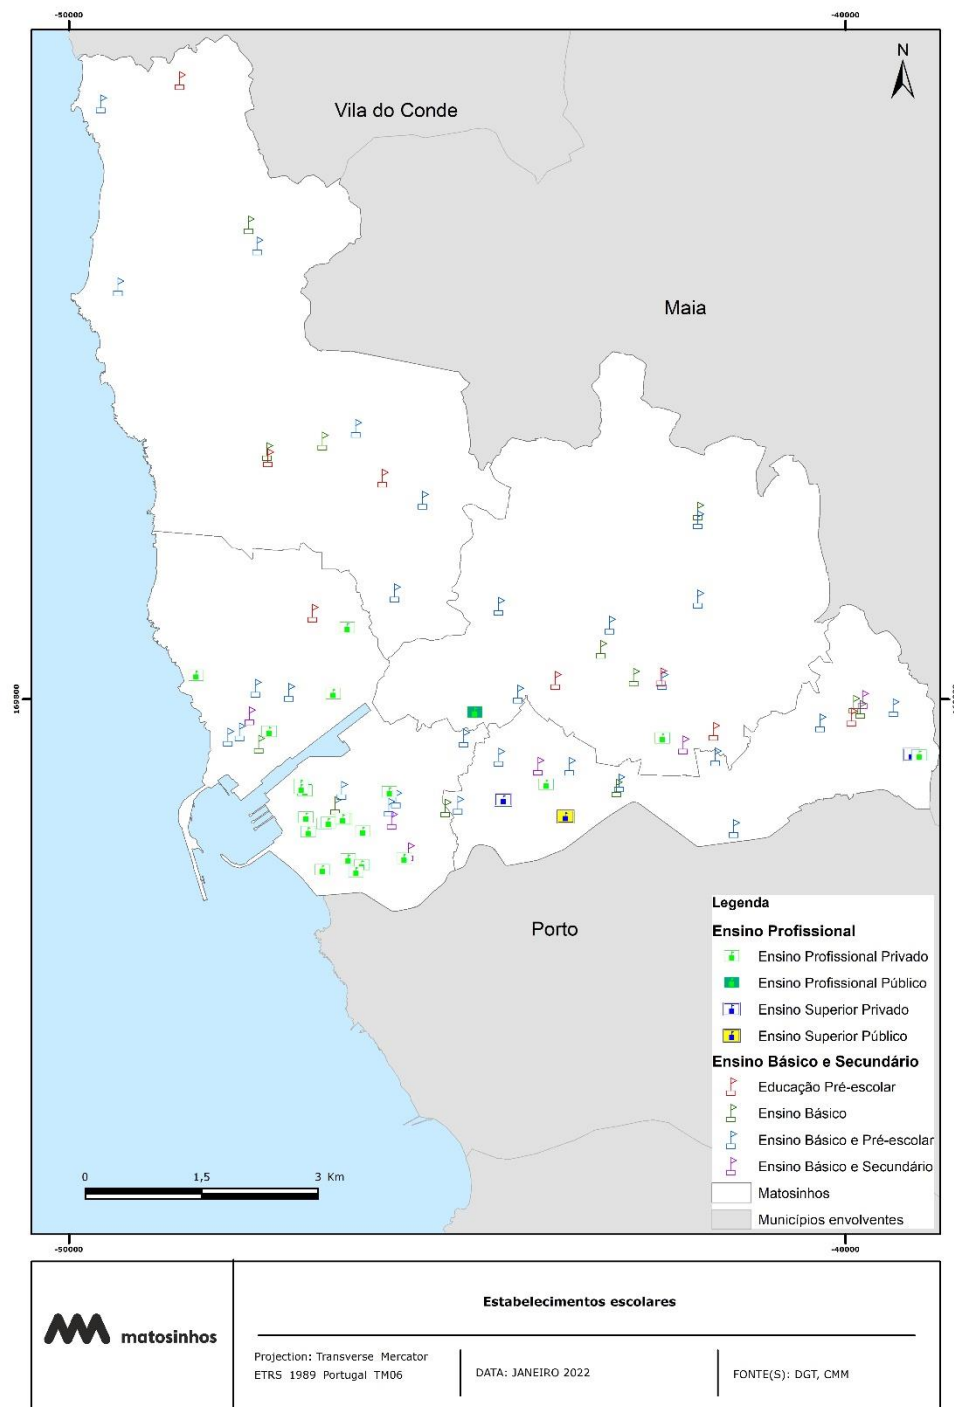 -50000
-40000
N
Vila do Conde
Maia
169800
Porto
Legenda
Ensino Profissional
Ensino Profissional Privado
Ensino Profissional Público
Ensino Superior Privado
Ensino Superior Público
Ensino Básico e Secundário
Educação Pré-escolar
Ensino Básico
Ensino Básico e Pré-escolar
Ensino Básico e Secundário
Matosinhos
Municípios envolventes
0 1,5 3 Km
-50000
-40000
matosinhos
Estabelecimentos escolares
Projection: Transverse Mercator
ETRS 1989 Portugal TM06
DATA: JANEIRO 2022
FONTE(S): DGT, CMM